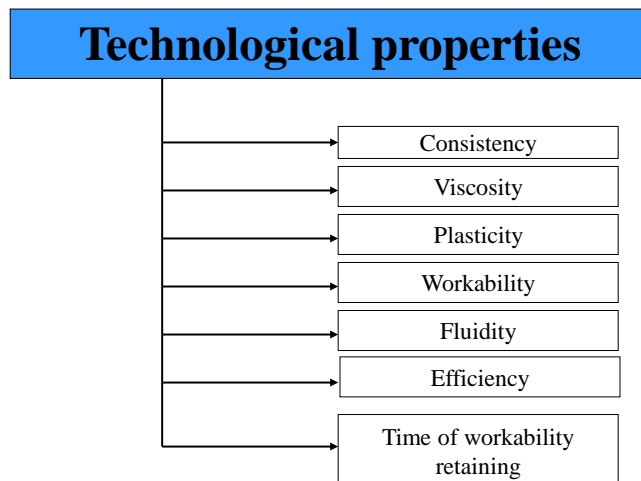 Technological properties
Consistency
Viscosity
Plasticity
Workability
Fluidity
Efficiency
Time of workability
retaining